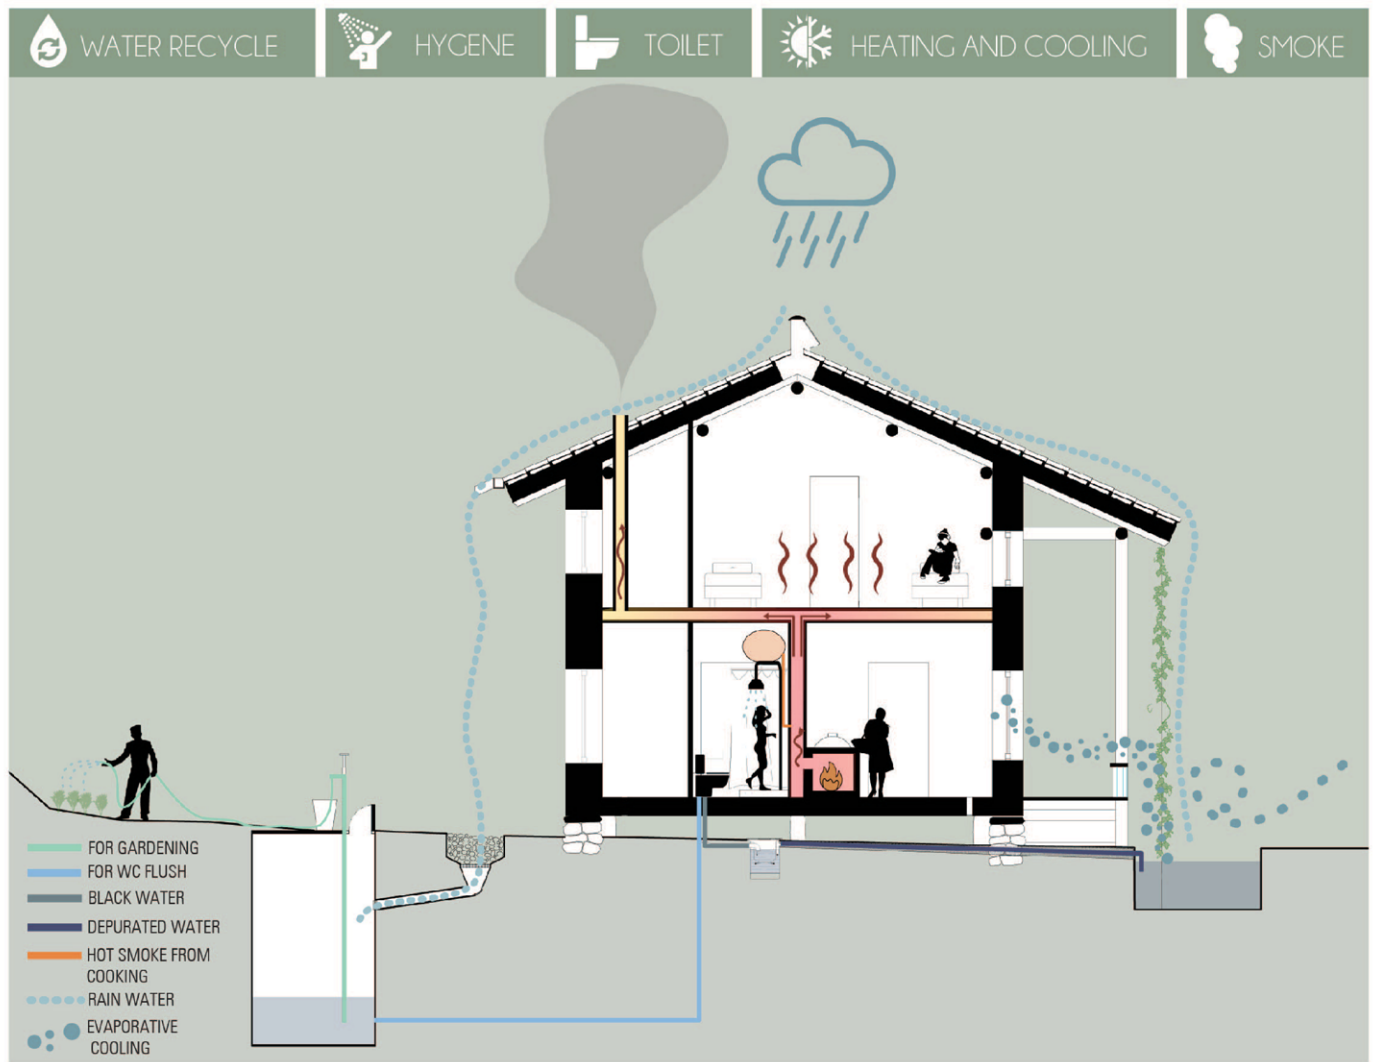 WATER RECYCLE
HYGENE
TOILET
HEATING AND COOLING
SMOKE
FOR GARDENING
FOR WC FLUSH
BLACK WATER
DEPURATED WATER
HOT SMOKE FROM
COOKING
RAIN WATER
EVAPORATIVE
COOLING